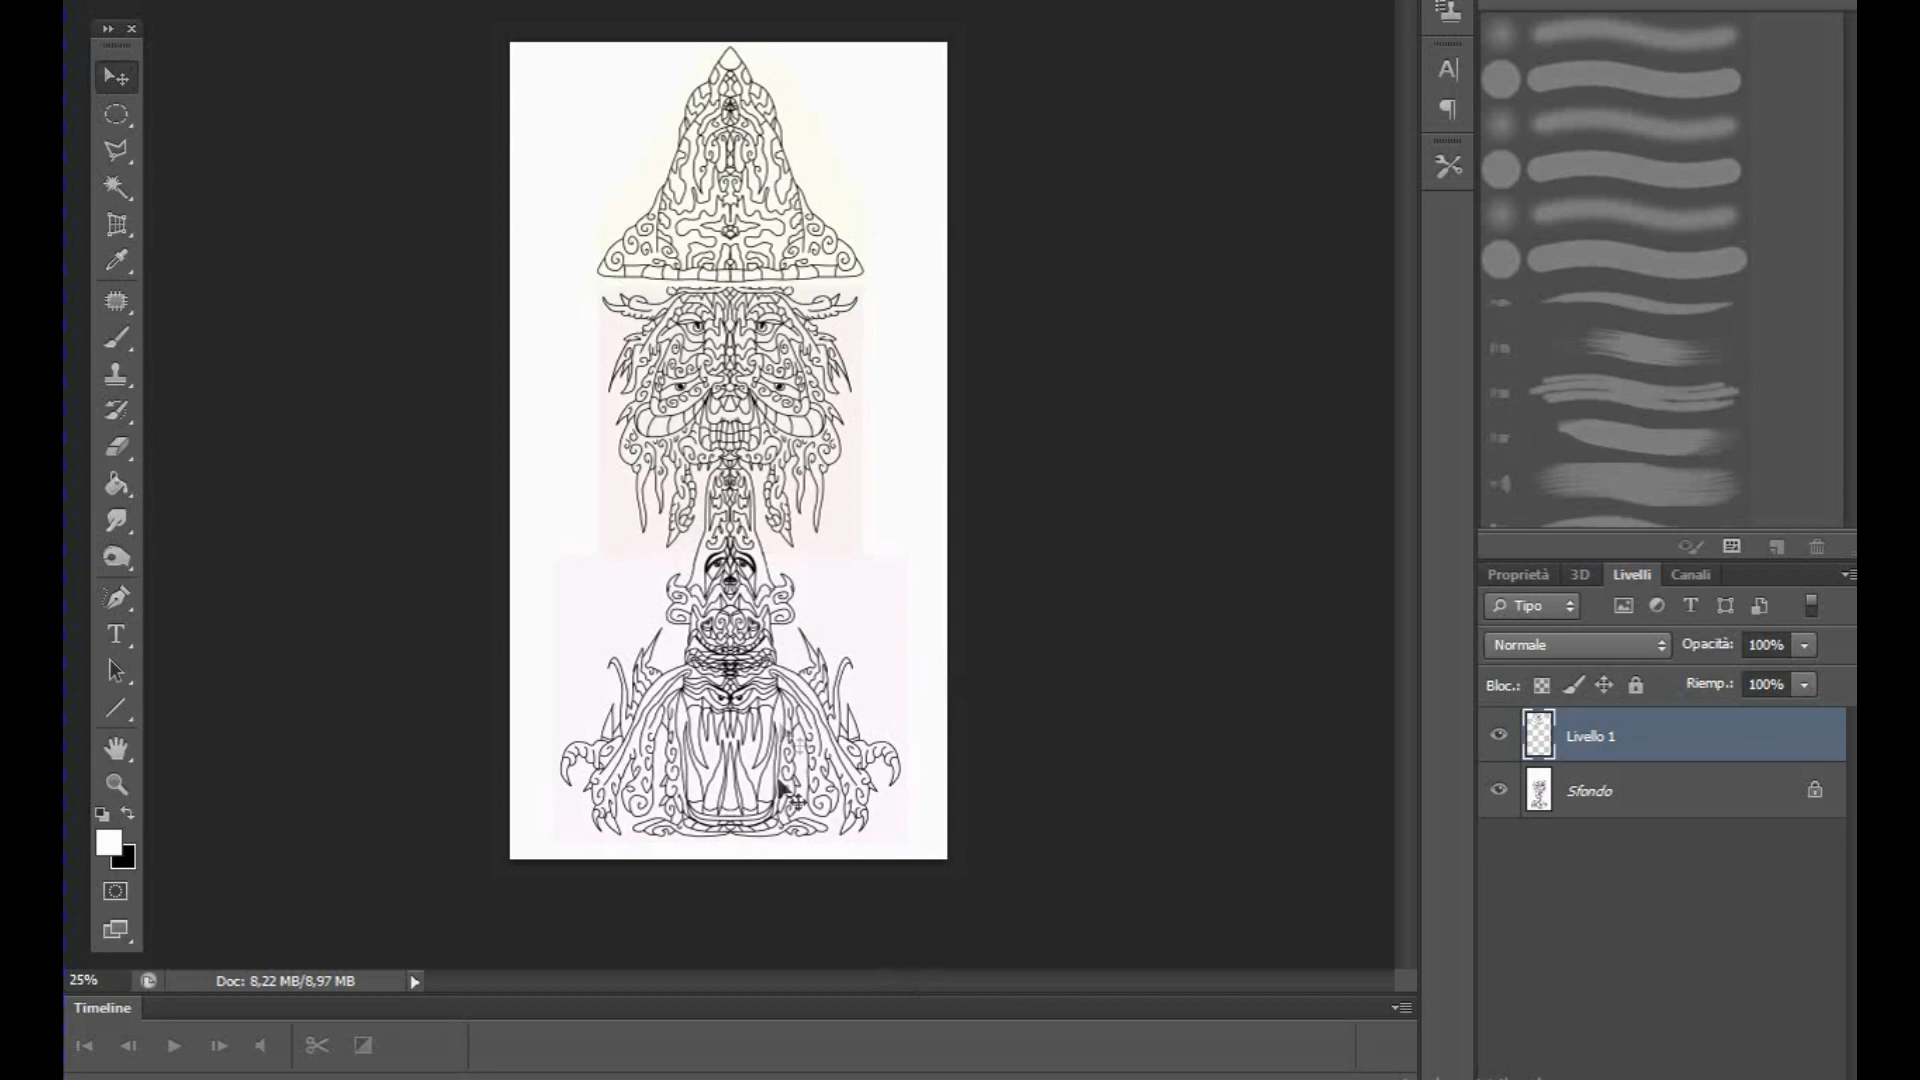 A|
¶
Proprietà 3D Livelli Canali
Tipo T
Normale Opacità: 100%
Bloc.: Riemp.: 100%
Livello 1
Sfondo
T
25% Doc: 8,22 MB/8,97 MB
Timeline